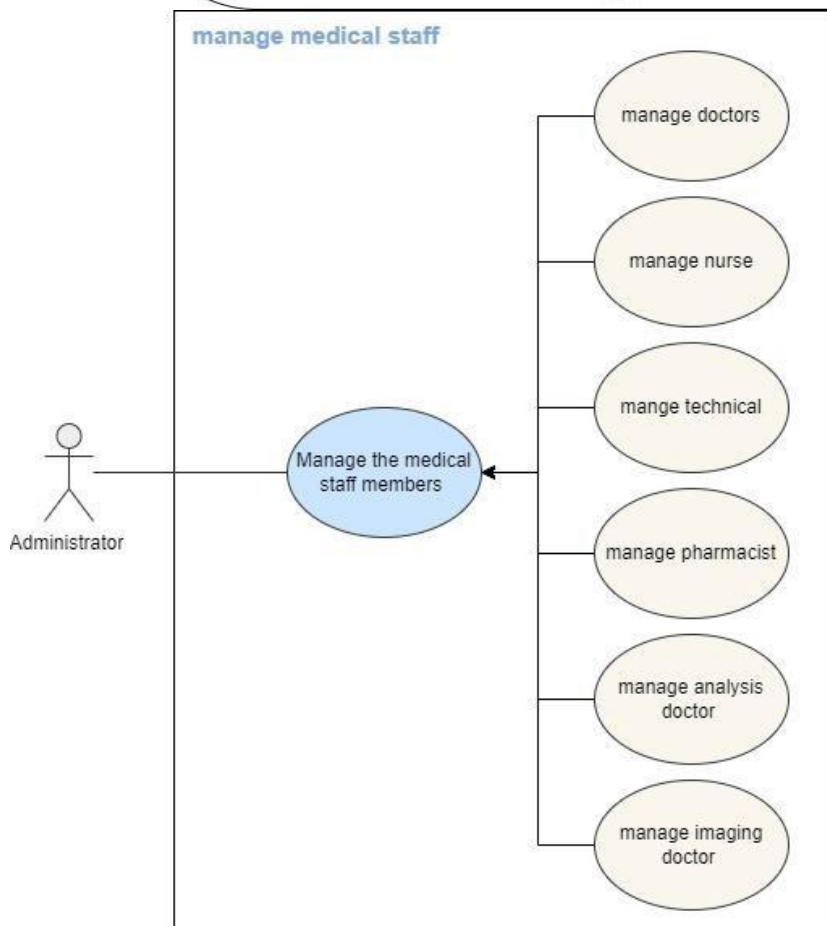 manage medical staff
manage doctors
manage nurse
mange technical
Manage the medical
staff members
Administrator
manage pharmacist
manage analysis
doctor
manage imaging
doctor